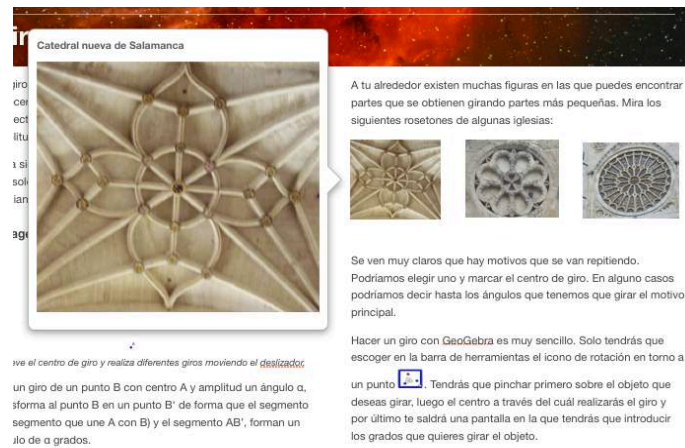 Catedral nueva de Salamanca
eve el centro de giro y realiza diferentes giros moviendo el deslizador.
un giro de un punto B con centro A y amplitud un ángulo α,
sforma al punto B en un punto B' de forma que el segmento
segmento que une A con B) y el segmento AB', forman un
ulo de α grados.
A tu alrededor existen muchas figuras en las que puedes encontrar
partes que se obtienen girando partes más pequeñas. Mira los
siguientes rosetones de algunas iglesias:
Se ven muy claros que hay motivos que se van repitiendo.
Podríamos elegir uno y marcar el centro de giro. En alguno casos
podríamos decir hasta los ángulos que tenemos que girar el motivo
principal.
Hacer un giro con GeoGebra es muy sencillo. Solo tendrás que
escoger en la barra de herramientas el icono de rotación en torno a
un punto . Tendrás que pinchar primero sobre el objeto que
deseas girar, luego el centro a través del cuál realizarás el giro y
por último te saldrá una pantalla en la que tendrás que introducir
los grados que quieres girar el objeto.